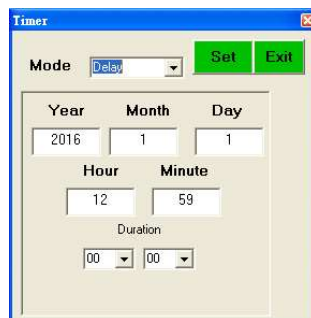 Timer
Mode Delay Set Exit
Year Month Day
2016 1 1
Hour Minute
12 59
Duration
00 00